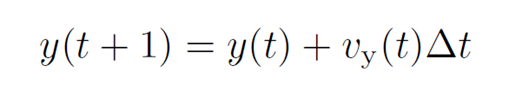 y(t + 1) = y(t) + v_y(t)Δt